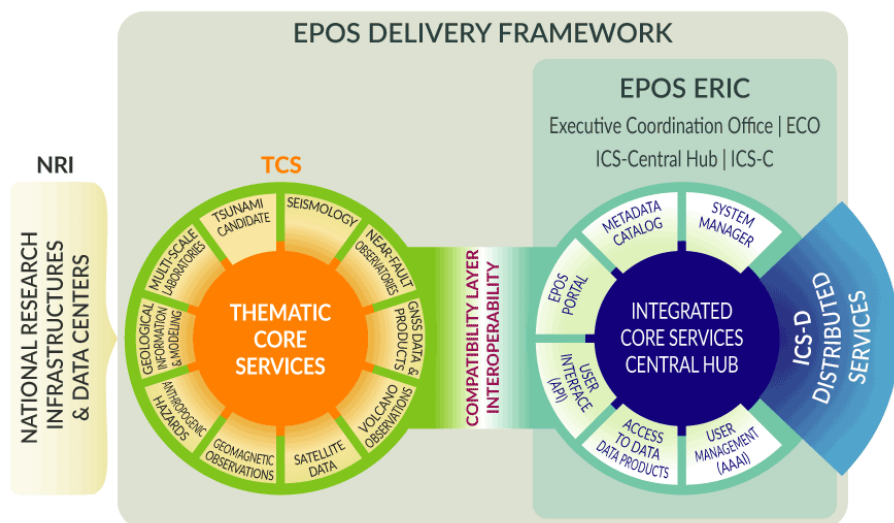 EPOS DELIVERY FRAMEWORK
EPOS ERIC
Executive Coordination Office | ECO
ICS-Central Hub | ICS-C
NRI
NATIONAL RESEARCH
INFRASTRUCTURES
& DATA CENTERS
TCS
THEMATIC
CORE
SERVICES
TSUNAMI
CANDIDATE
SEISMOLOGY
NEAR-FAULT
OBSERVATORIES
GNSS DATA &
PRODUCTS
VOLCANO
OBSERVATIONS
SATELLITE
DATA
GEOMAGNETIC
OBSERVATIONS
ANTHROPOGENIC
HAZARDS
GEOLOGICAL
INFORMATION
& MODELING
MULTI-SCALE
LABORATORIES
COMPATIBILITY LAYER
INTEROPERABILITY
INTEGRATED
CORE SERVICES
CENTRAL HUB
METADATA
CATALOG
SYSTEM
MANAGER
EPOS
PORTAL
USER
INTERFACE
(API)
ACCESS
TO DATA
DATA PRODUCTS
USER
MANAGEMENT
(AAAI)
ICS-D
DISTRIBUTED
SERVICES